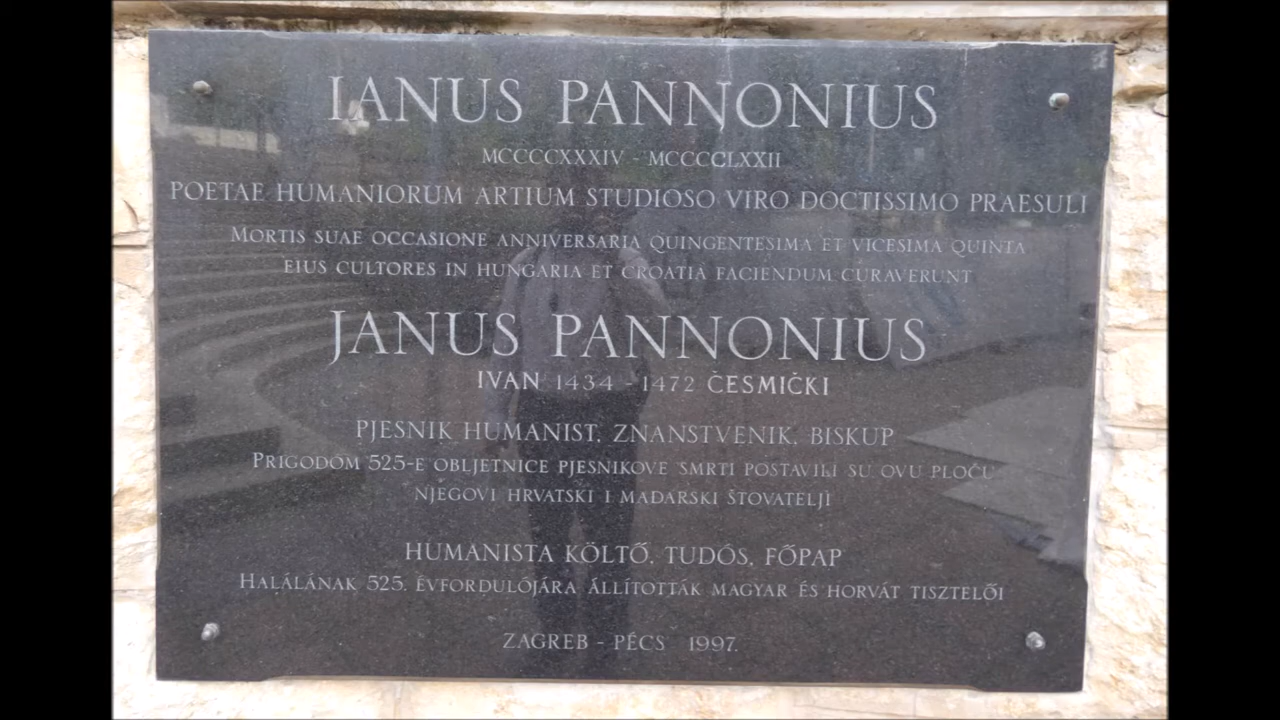 IANUS PANNONIUS
MCCCCXXXIV - MCCCCLXXII
POETAE HUMANIORUM ARTIUM STUDIOSO VIRO DOCTISSIMO PRAESULI
MORTIS SUAE OCCASIONE ANNIVERSARIA QUINGENTESIMA ET VICESIMA QUINTA
EIUS CULTORES IN HUNGARIA ET CROATIA FACIENDUM CURAVERUNT
JANUS PANNONIUS
IVAN 1434 - 1472 ČESMIČKI
PJESNIK HUMANIST, ZNANSTVENIK, BISKUP
PRIGODOM 525-E OBLJETNICE PJESNIKOVE SMRTI POSTAVILI SU OVU PLOČU
NJEGOVI HRVATSKI I MAĐARSKI ŠTOVATELJI
HUMANISTA KÖLTŐ, TUDÓS, FŐPAP
HALÁLÁNAK 525. ÉVFORDULÓJÁRA ÁLLÍTOTTÁK MAGYAR ÉS HORVÁT TISZTELŐI
ZAGREB - PÉCS 1997.